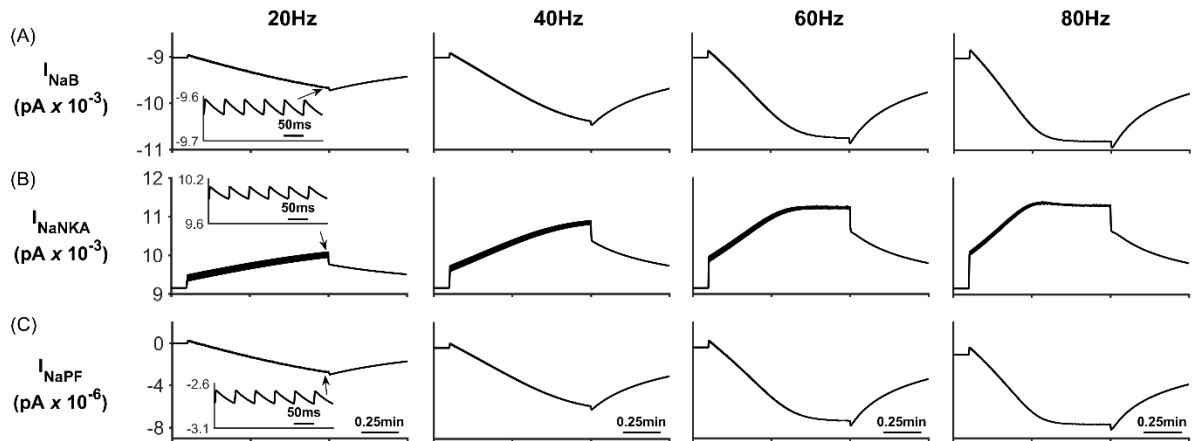 20Hz 40Hz 60Hz 80Hz
(A)
I_NaB
(pA x 10^-3)
-9
-10
-11
-9.6
-9.7
50ms
(B)
I_NaNKA
(pA x 10^-3)
12
11
10
9
10.2
9.6
50ms
(C)
I_NaPF
(pA x 10^-6)
0
-4
-8
-2.6
-3.1
50ms
0.25min 0.25min 0.25min 0.25min